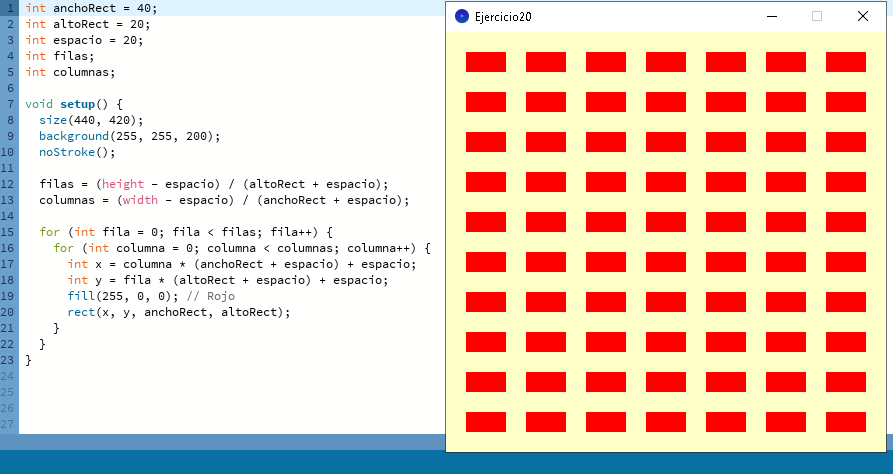 1 int anchoRect = 40;
2 int altoRect = 20;
3 int espacio = 20;
4 int filas;
5 int columnas;
6
7 void setup() {
8   size(440, 420);
9   background(255, 255, 200);
10   noStroke();
11
12   filas = (height - espacio) / (altoRect + espacio);
13   columnas = (width - espacio) / (anchoRect + espacio);
14
15   for (int fila = 0; fila < filas; fila++) {
16     for (int columna = 0; columna < columnas; columna++) {
17       int x = columna * (anchoRect + espacio) + espacio;
18       int y = fila * (altoRect + espacio) + espacio;
19       fill(255, 0, 0); // Rojo
20       rect(x, y, anchoRect, altoRect);
21     }
22   }
23 }
24
25
26
27
Ejercicio20